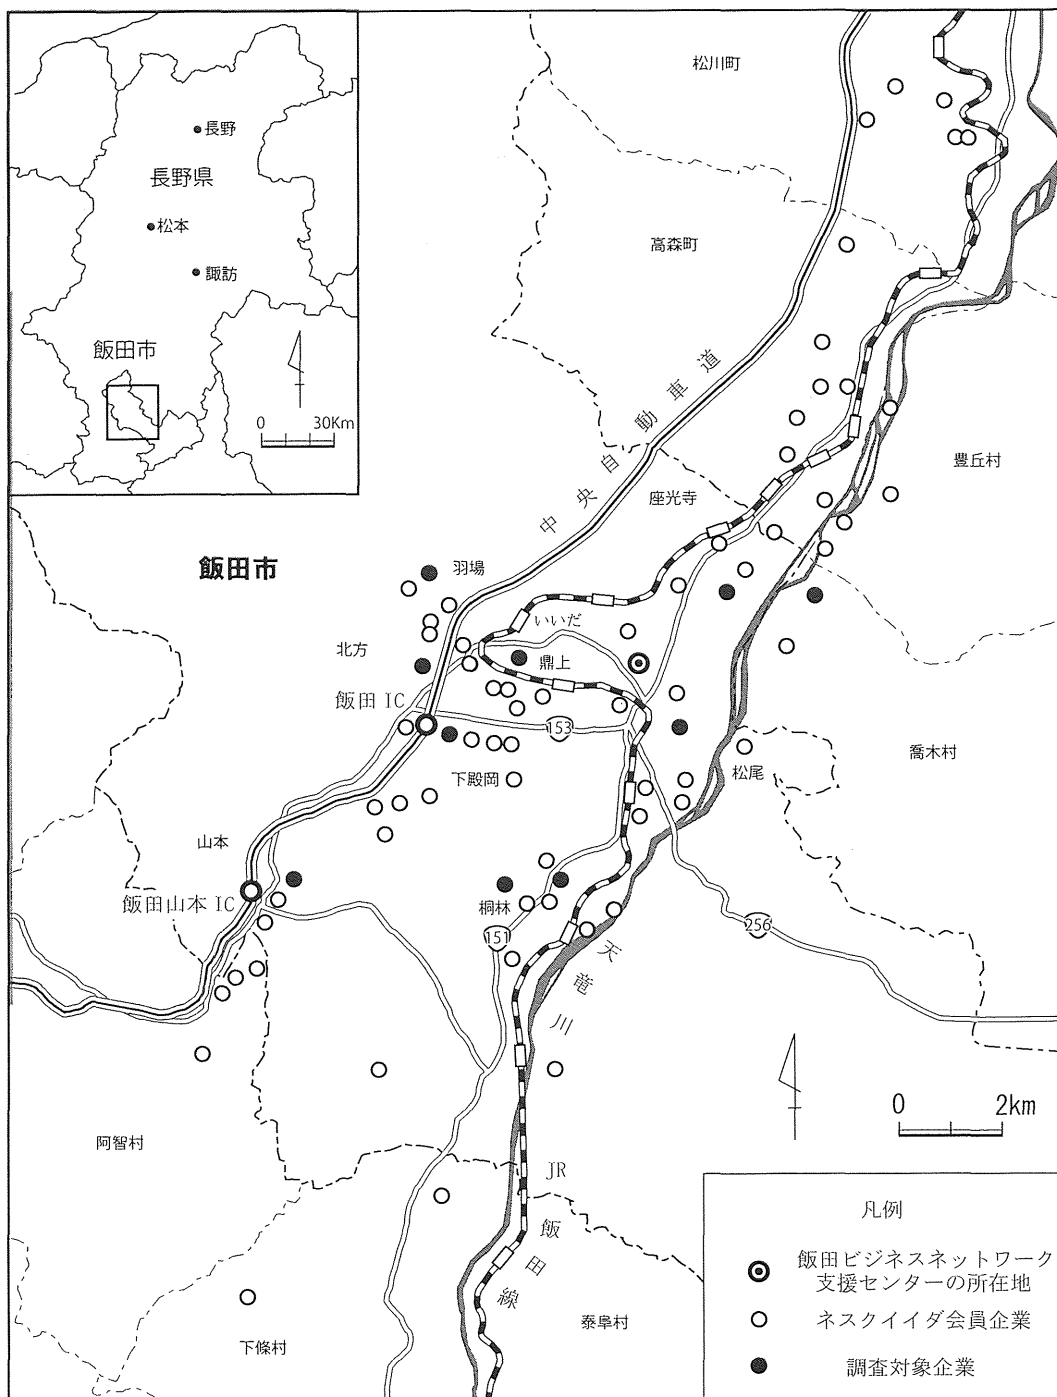 長野
長野県
松本
諏訪
飯田市
0 30Km
松川町
高森町
中央自動車道
座光寺
豊丘村
飯田市
羽場
いいだ
北方
鼎上
飯田 IC
153
下殿岡
松尾
喬木村
山本
飯田山本 IC
桐林
151
256
天竜川
0 2km
阿智村
JR飯田線
下條村
泰阜村
凡例
飯田ビジネスネットワーク
支援センターの所在地
ネスクイイダ会員企業
調査対象企業